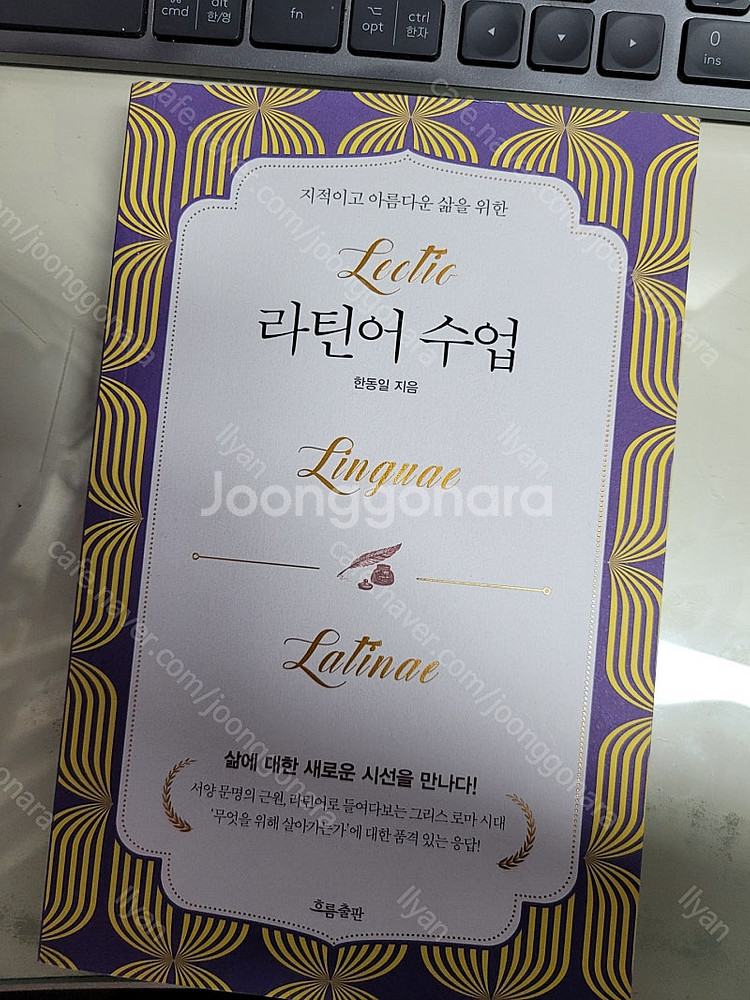 cmd
alt
한/영
fn
⌥
opt
ctrl
한자
◂
▾
▸
0
ins
지적이고 아름다운 삶을 위한
Lectio
라틴어 수업
한동일 지음
Linguae
Joonggonara
Latinae
삶에 대한 새로운 시선을 만나다!
서양 문명의 근원, 라틴어로 들여다보는 그리스 로마 시대
'무엇을 위해 살아가는가'에 대한 품격 있는 응답!
흐름출판
cafe.naver.com/joonggonara
Ilyan